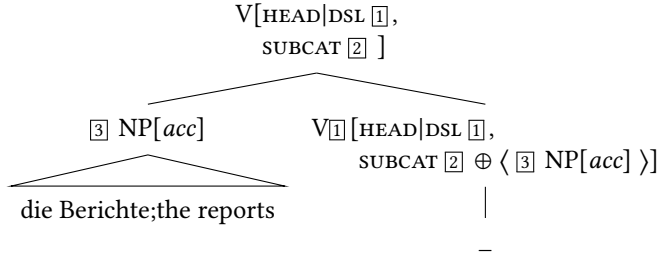 V[HEAD|DSL 1,
SUBCAT 2 ]
3 NP[acc]
V1[HEAD|DSL 1,
SUBCAT 2 ⊕ ⟨ 3 NP[acc] ⟩]
die Berichte;the reports
–